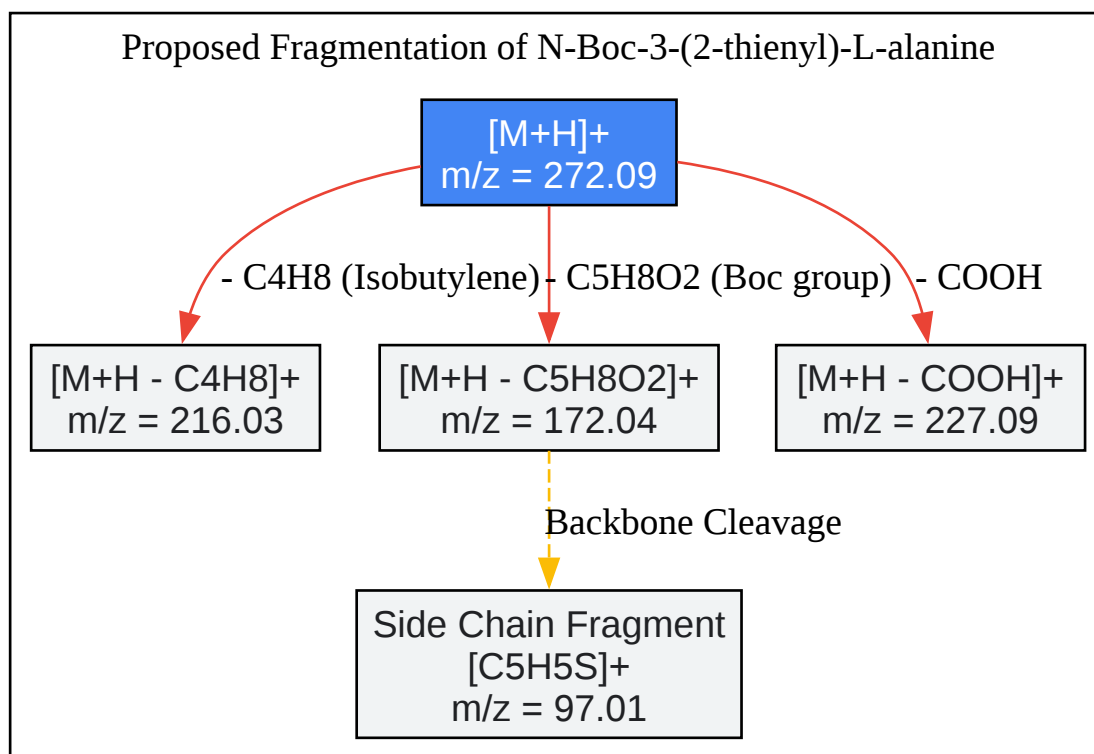 Proposed Fragmentation of N-Boc-3-(2-thienyl)-L-alanine
[M+H]+
m/z = 272.09
- C4H8 (Isobutylene)
- C5H8O2 (Boc group)
- COOH
[M+H - C4H8]+
m/z = 216.03
[M+H - C5H8O2]+
m/z = 172.04
[M+H - COOH]+
m/z = 227.09
Backbone Cleavage
Side Chain Fragment
[C5H5S]+
m/z = 97.01